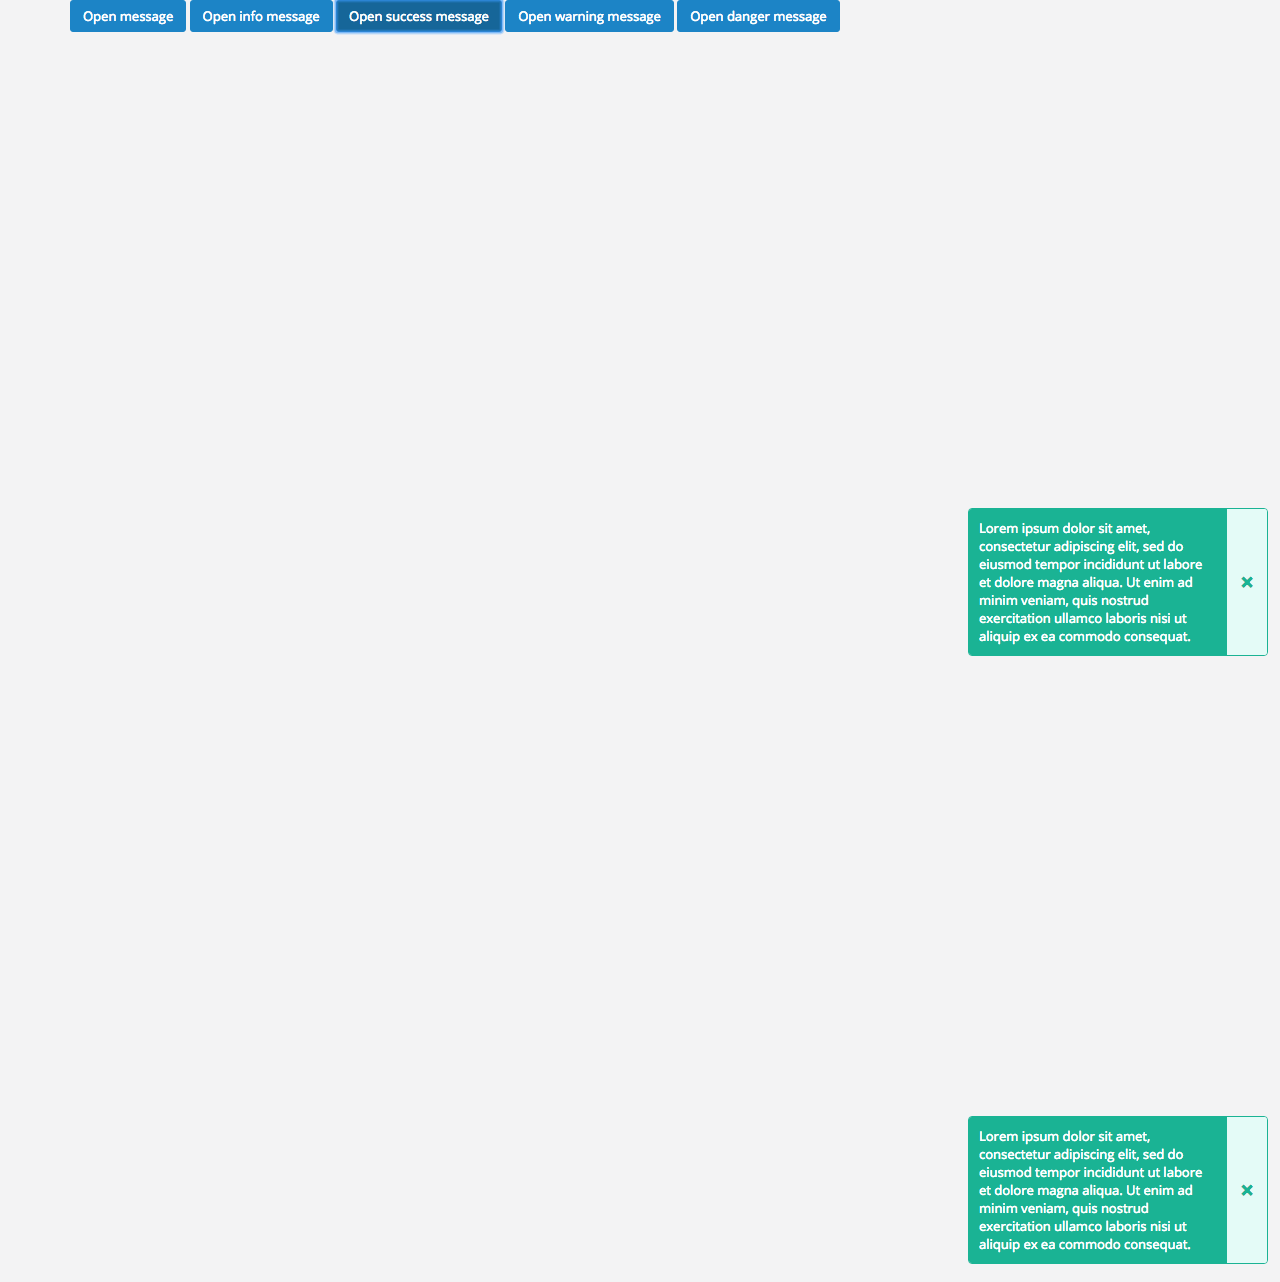 Open message Open info message Open success message Open warning message Open danger message
Lorem ipsum dolor sit amet,
consectetur adipiscing elit, sed do
eiusmod tempor incididunt ut labore
et dolore magna aliqua. Ut enim ad
minim veniam, quis nostrud
exercitation ullamco laboris nisi ut
aliquip ex ea commodo consequat.
Lorem ipsum dolor sit amet,
consectetur adipiscing elit, sed do
eiusmod tempor incididunt ut labore
et dolore magna aliqua. Ut enim ad
minim veniam, quis nostrud
exercitation ullamco laboris nisi ut
aliquip ex ea commodo consequat.